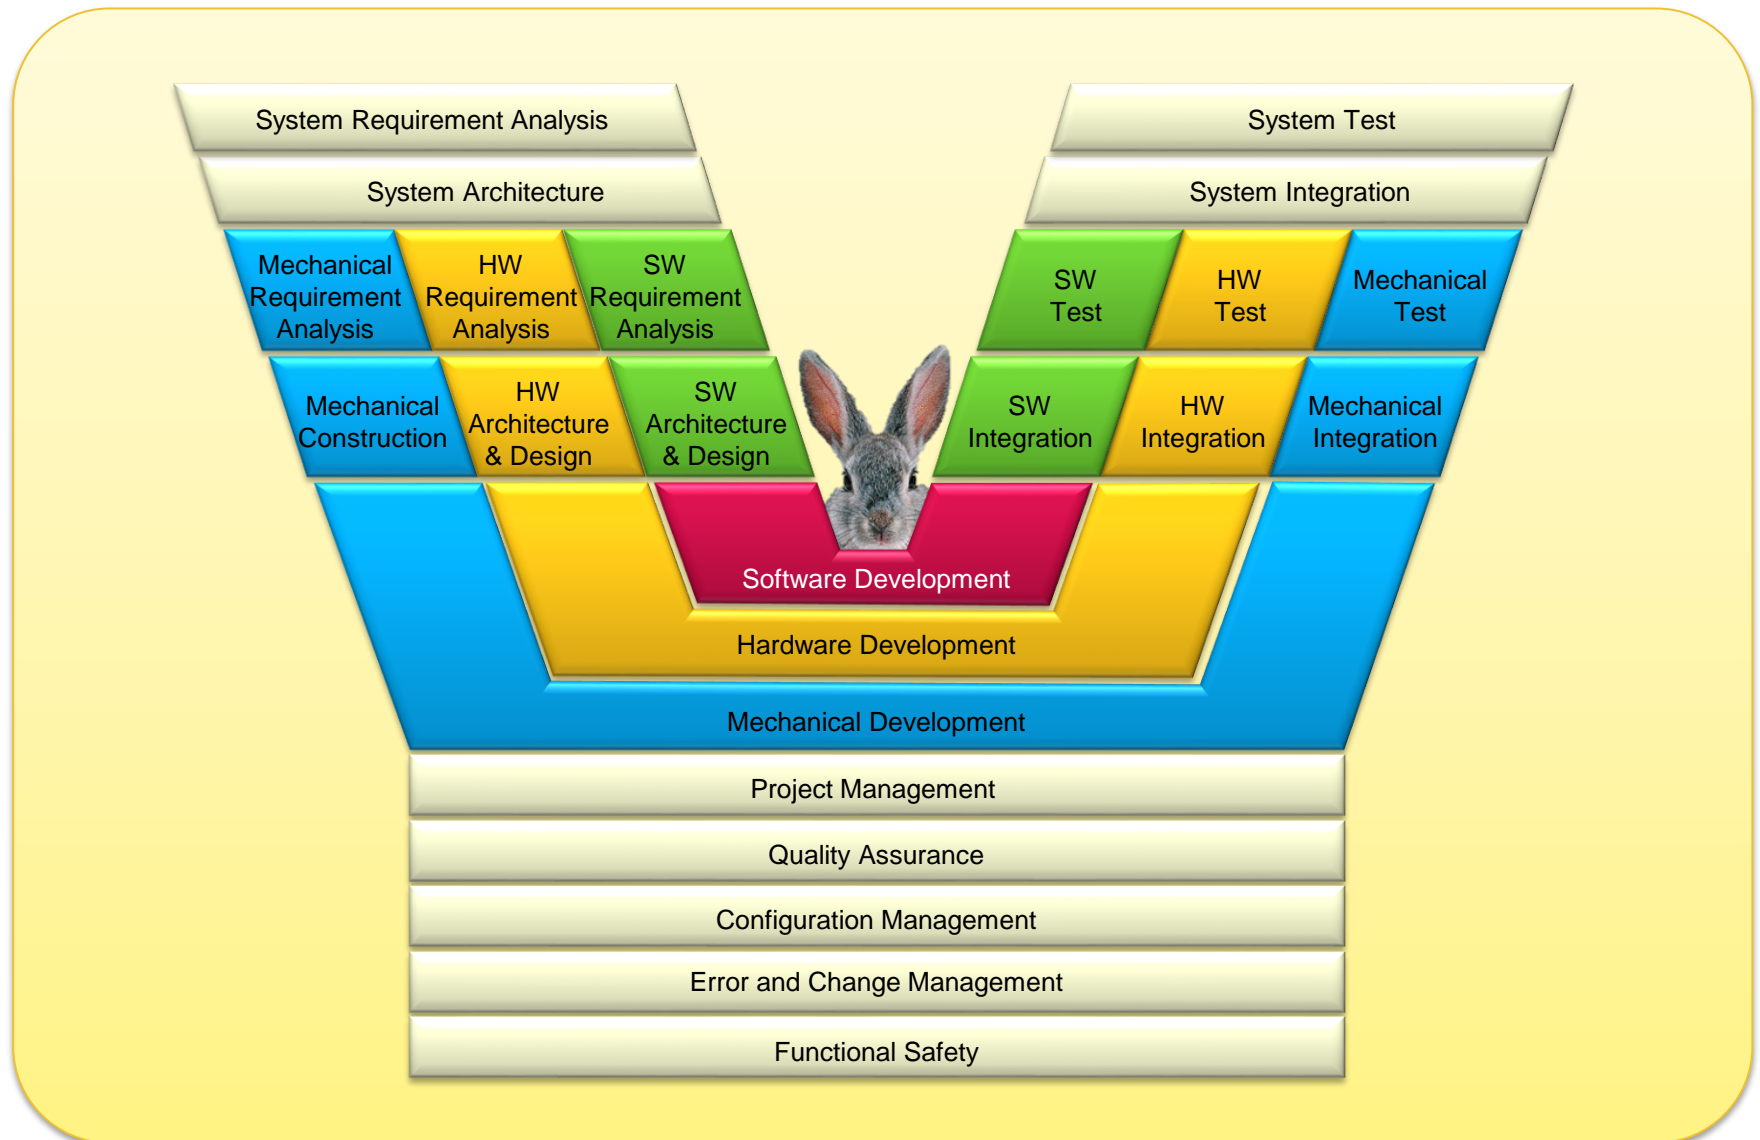 System Requirement Analysis
System Test
System Architecture
System Integration
Mechanical
Requirement
Analysis
HW
Requirement
Analysis
SW
Requirement
Analysis
SW
Test
HW
Test
Mechanical
Test
Mechanical
Construction
HW
Architecture
& Design
SW
Architecture
& Design
SW
Integration
HW
Integration
Mechanical
Integration
Software Development
Hardware Development
Mechanical Development
Project Management
Quality Assurance
Configuration Management
Error and Change Management
Functional Safety